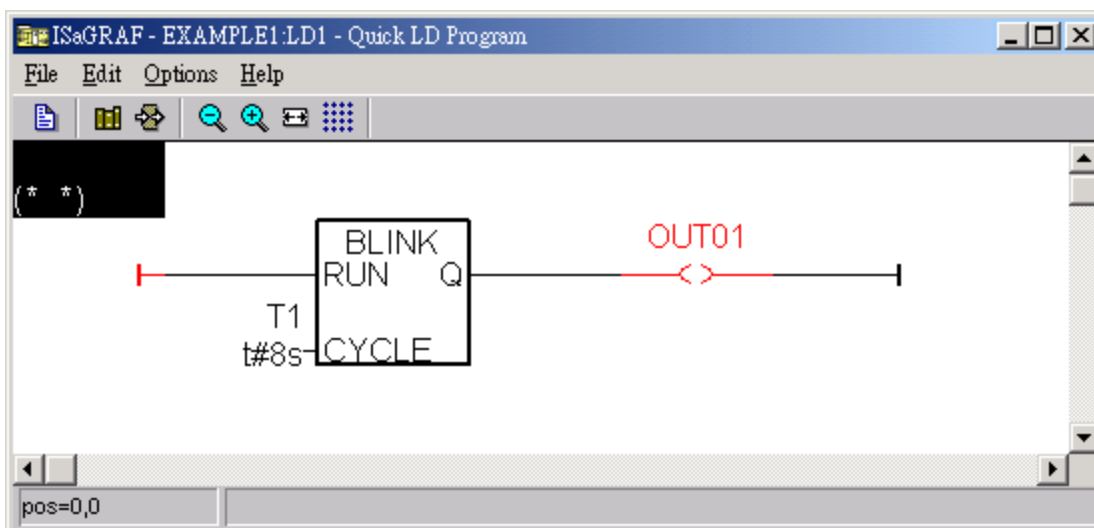 ISaGRAF - EXAMPLE1:LD1 - Quick LD Program
File Edit Options Help
(* *)
BLINK
OUT01
RUN Q
T1
t#8s CYCLE
pos=0,0